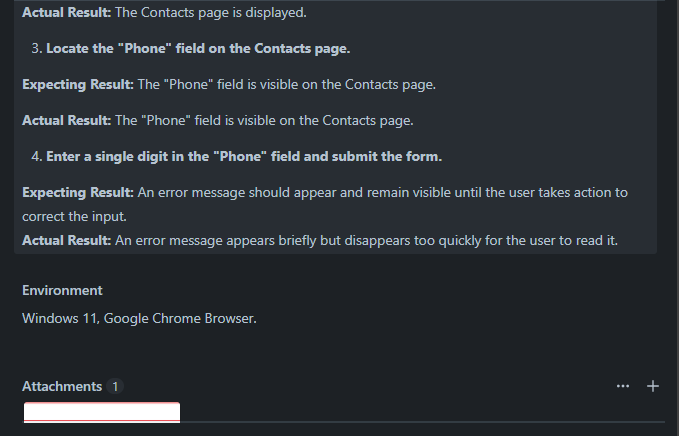 Actual Result: The Contacts page is displayed.
3. Locate the "Phone" field on the Contacts page.
Expecting Result: The "Phone" field is visible on the Contacts page.
Actual Result: The "Phone" field is visible on the Contacts page.
4. Enter a single digit in the "Phone" field and submit the form.
Expecting Result: An error message should appear and remain visible until the user takes action to
correct the input.
Actual Result: An error message appears briefly but disappears too quickly for the user to read it.
Environment
Windows 11, Google Chrome Browser.
Attachments 1